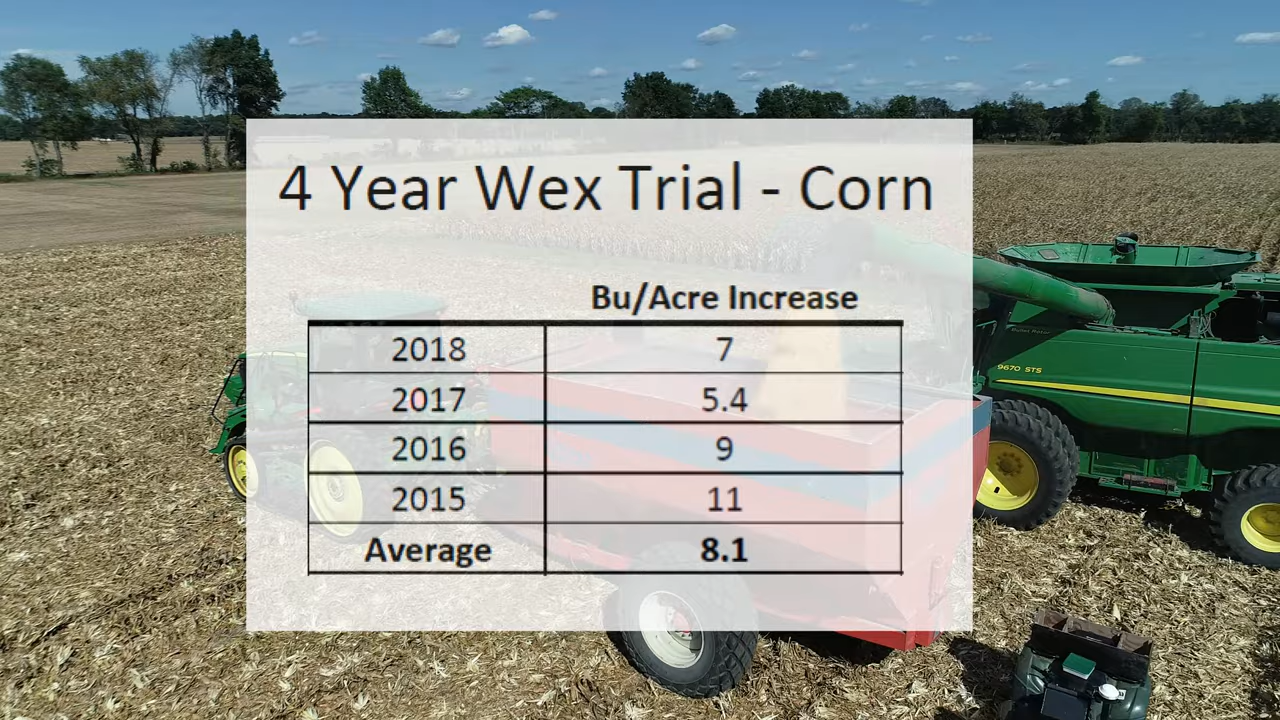 4 Year Wex Trial - Corn
Bu/Acre Increase
2018 7
2017 5.4
2016 9
2015 11
Average 8.1
9670 STS